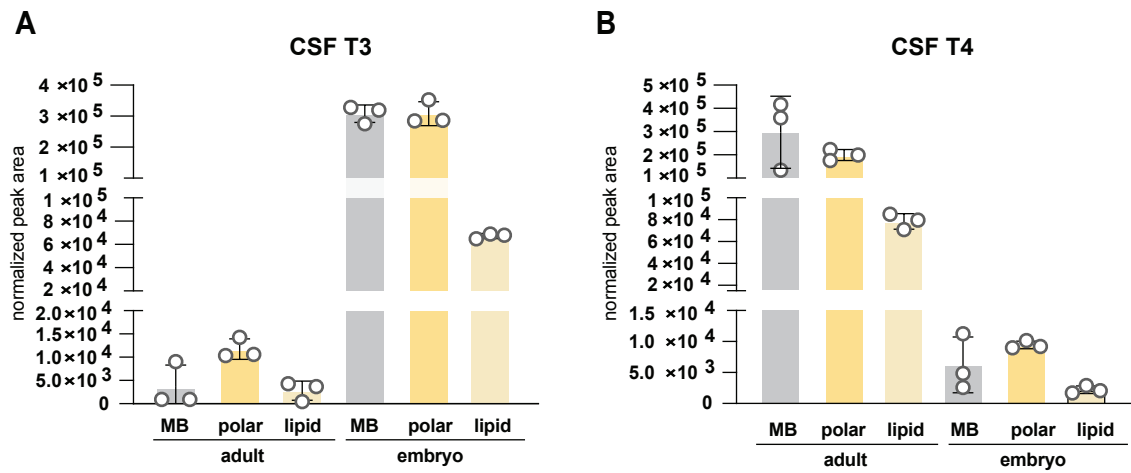 A
CSF T3
normalized peak area
4 ×10 5
3 ×10 5
2 ×10 5
1 ×10 5
1 ×10 5
8 ×10 4
6 ×10 4
4 ×10 4
2 ×10 4
2.0 ×10 4
1.5 ×10 4
1.0 ×10 4
5.0 ×10 3
0
MB polar lipid MB polar lipid
adult embryo
B
CSF T4
normalized peak area
5 ×10 5
4 ×10 5
3 ×10 5
2 ×10 5
1 ×10 5
1 ×10 5
8 ×10 4
6 ×10 4
4 ×10 4
2 ×10 4
1.5 ×10 4
1.0 ×10 4
5.0 ×10 3
0
MB polar lipid MB polar lipid
adult embryo